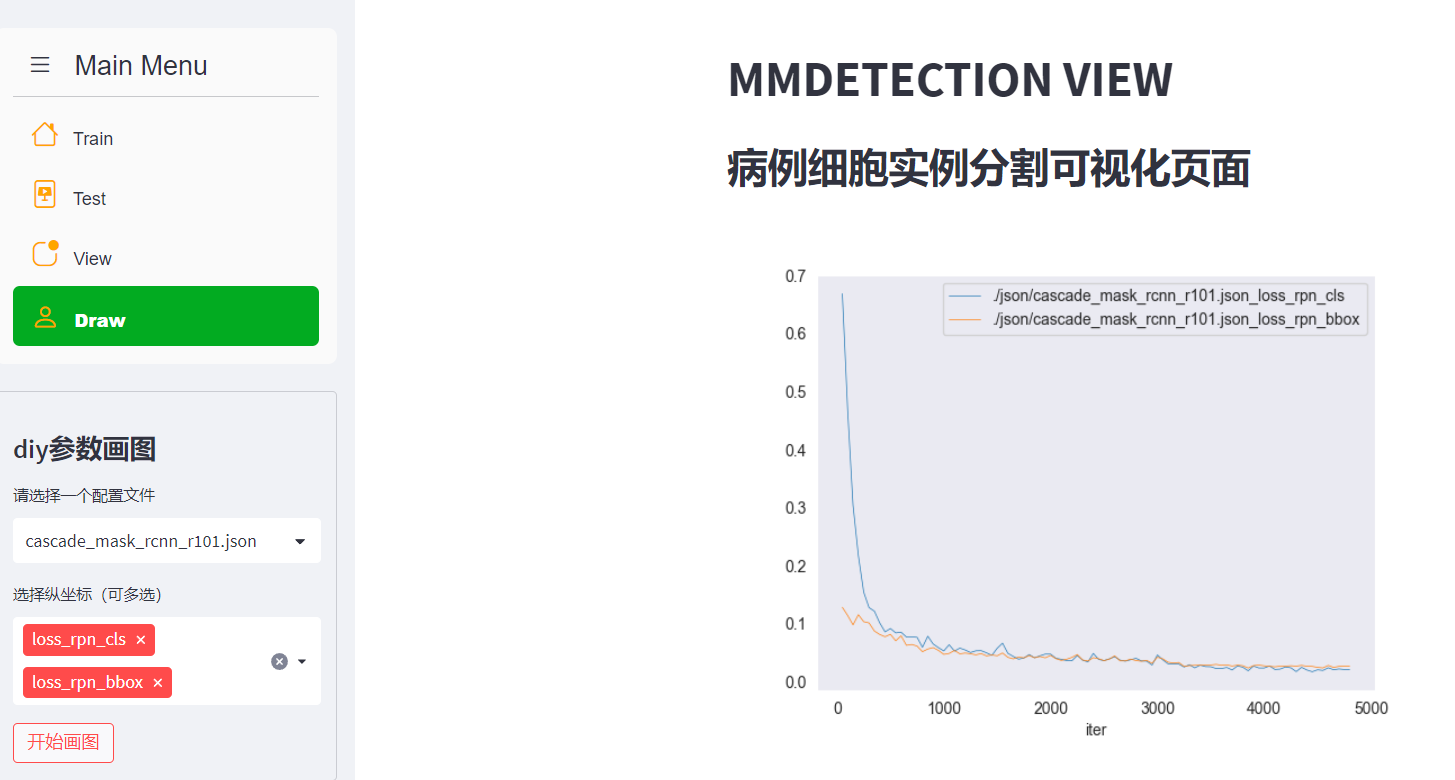 Main Menu
Train
Test
View
Draw
diy参数画图
请选择一个配置文件
cascade_mask_rcnn_r101.json
选择纵坐标（可多选）
loss_rpn_cls ×
loss_rpn_bbox ×
开始画图
MMDETECTION VIEW
病例细胞实例分割可视化页面
./json/cascade_mask_rcnn_r101.json_loss_rpn_cls
./json/cascade_mask_rcnn_r101.json_loss_rpn_bbox
0.7
0.6
0.5
0.4
0.3
0.2
0.1
0.0
0 1000 2000 3000 4000 5000
iter